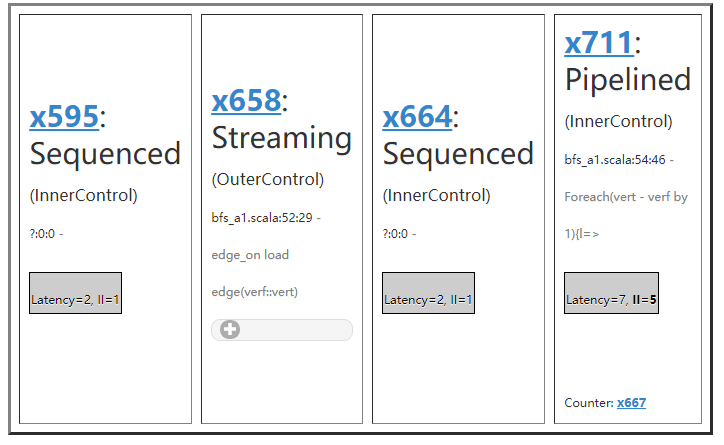 x595:
Sequenced
(InnerControl)
?:0:0 -
Latency=2, II=1
x658:
Streaming
(OuterControl)
bfs_a1.scala:52:29 -
edge_on load
edge(verf::vert)
x664:
Sequenced
(InnerControl)
?:0:0 -
Latency=2, II=1
x711:
Pipelined
(InnerControl)
bfs_a1.scala:54:46 -
Foreach(vert - verf by
1){l=>
Latency=7, II=5
Counter: x667